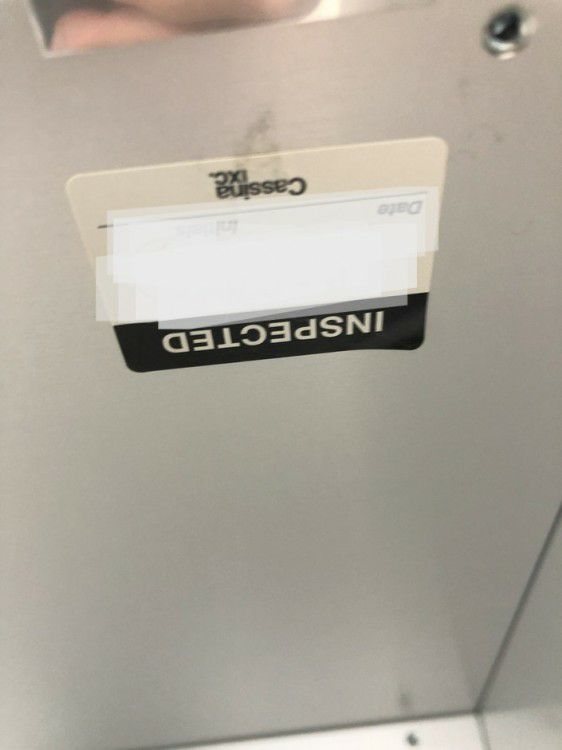 INSPECTED
Date Initials
Cassina
IXC.